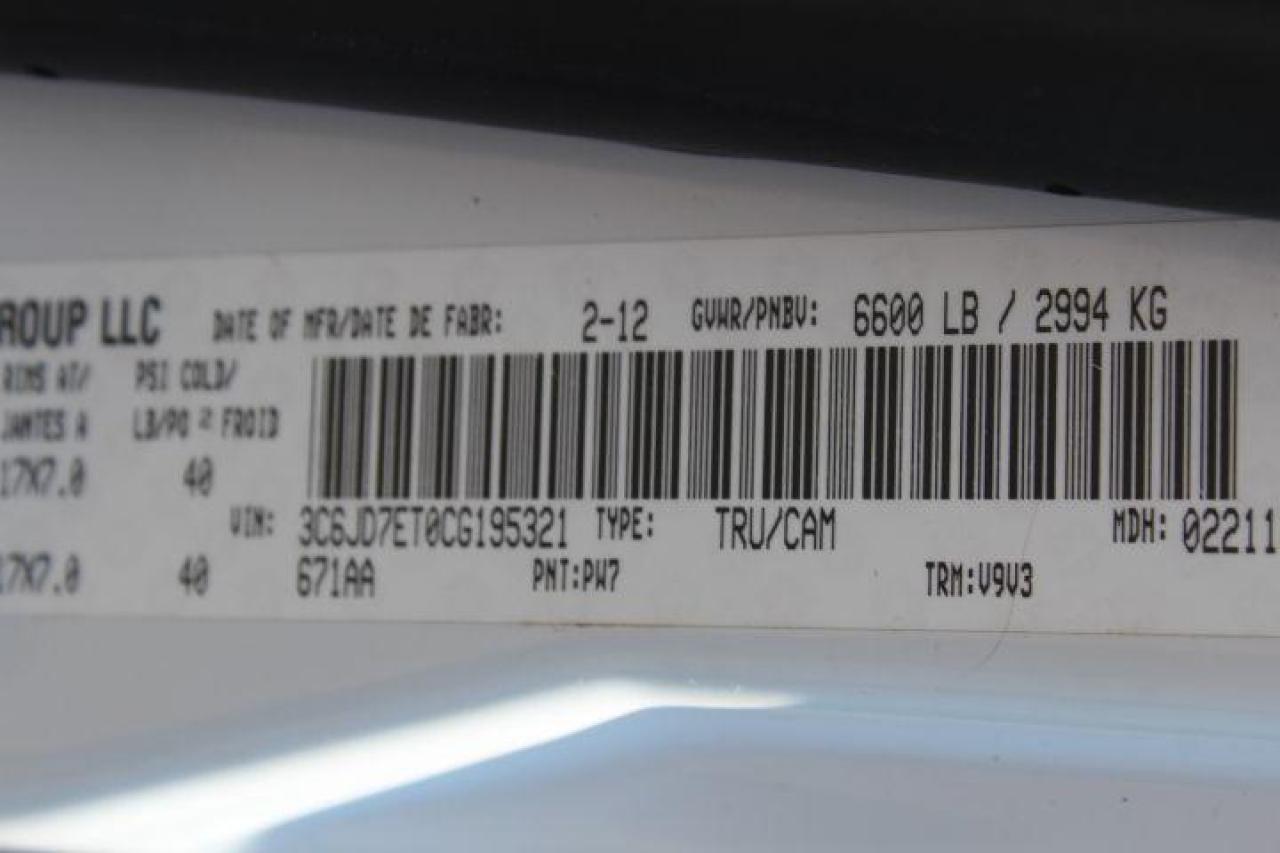 ROUP LLC DATE OF MFR/DATE DE FABR: 2-12 GVWR/PNBV: 6600 LB / 2994 KG
RIMS AT/ PSI COLD/
JANTES A LB/PO ² FROID
17X7.0 40
VIN: 3C6JD7ET0CG195321 TYPE: TRU/CAM MDH: 02211
17X7.0 40 671AA PNT:PW7 TRM:V9V3